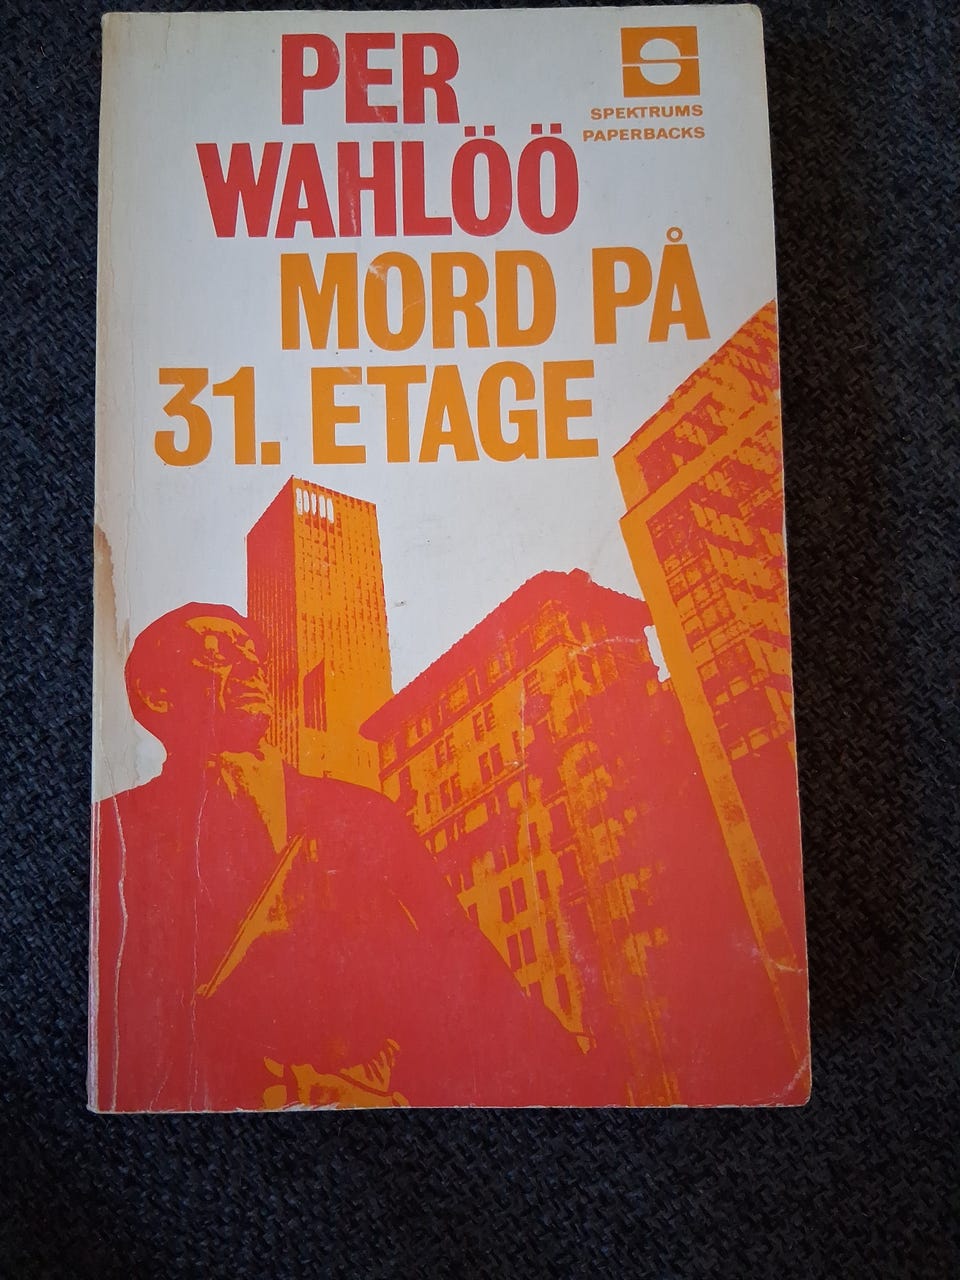 PER
WAHLÖÖ
MORD PÅ
31. ETAGE
SPEKTRUMS
PAPERBACKS